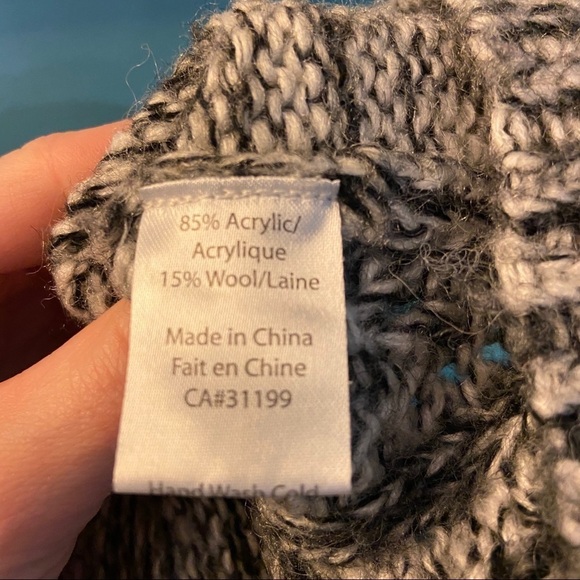 85% Acrylic/
Acrylique
15% Wool/Laine
Made in China
Fait en Chine
CA#31199
Hand Wash Cold